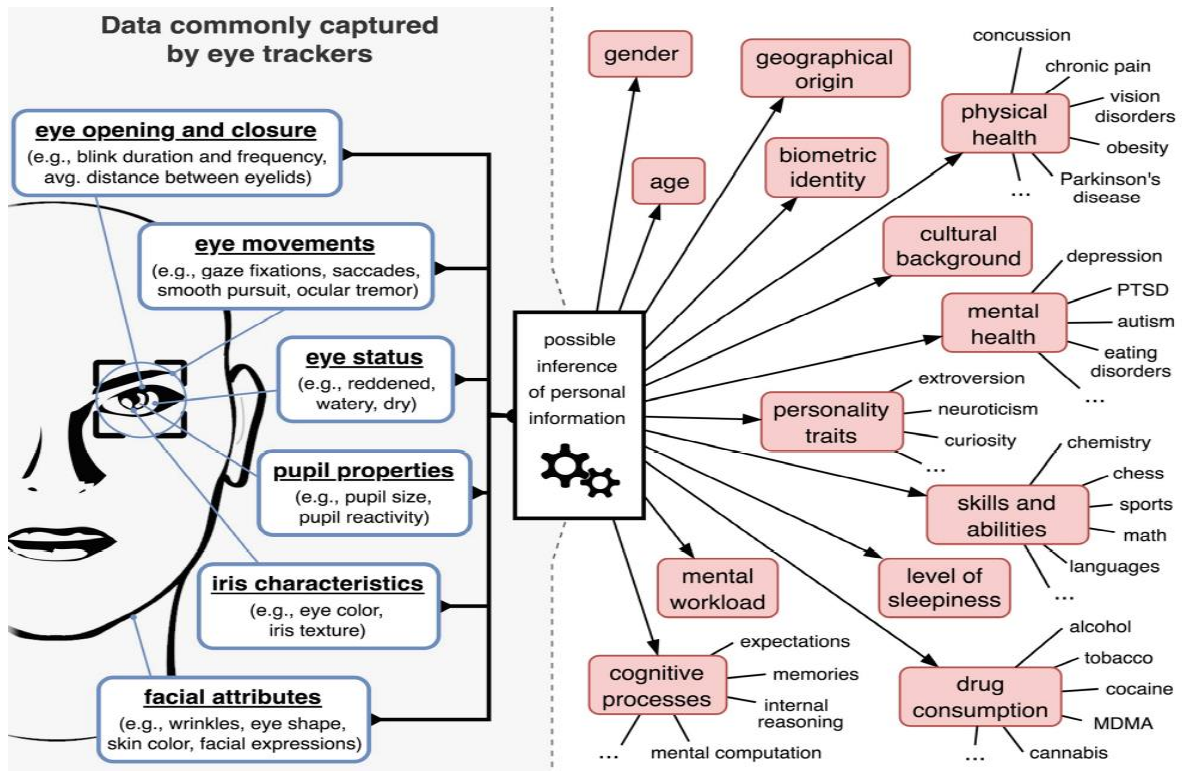 Data commonly captured
by eye trackers
eye opening and closure
(e.g., blink duration and frequency,
avg. distance between eyelids)
eye movements
(e.g., gaze fixations, saccades,
smooth pursuit, ocular tremor)
eye status
(e.g., reddened,
watery, dry)
pupil properties
(e.g., pupil size,
pupil reactivity)
iris characteristics
(e.g., eye color,
iris texture)
facial attributes
(e.g., wrinkles, eye shape,
skin color, facial expressions)
possible
inference
of personal
information
gender
geographical
origin
age
biometric
identity
physical
health
concussion
chronic pain
vision
disorders
obesity
Parkinson's
disease
...
cultural
background
mental
health
depression
PTSD
autism
eating
disorders
...
personality
traits
extroversion
neuroticism
curiosity
...
skills and
abilities
chemistry
chess
sports
math
languages
...
mental
workload
level of
sleepiness
cognitive
processes
expectations
memories
internal
reasoning
mental computation
...
drug
consumption
alcohol
tobacco
cocaine
MDMA
cannabis
...